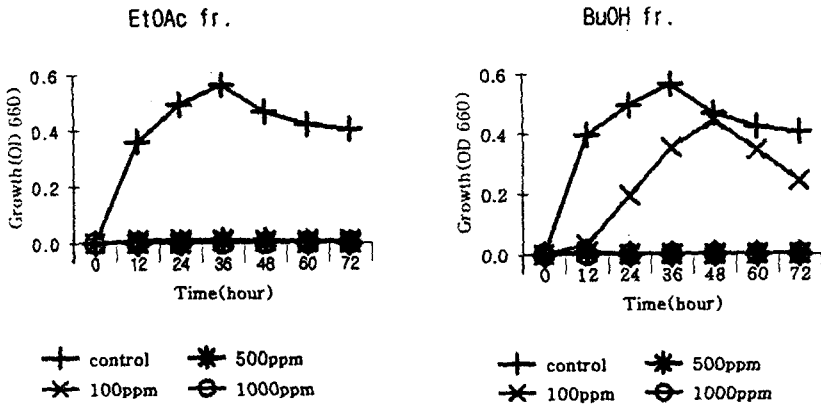 EtOAc fr.
BuOH fr.
Growth(OD 660)
0.6
0.4
0.2
0.0
0 12 24 36 48 60 72
Time(hour)
Growth(OD 660)
0.6
0.4
0.2
0.0
0 12 24 36 48 60 72
Time(hour)
control 500ppm
100ppm 1000ppm
control 500ppm
100ppm 1000ppm